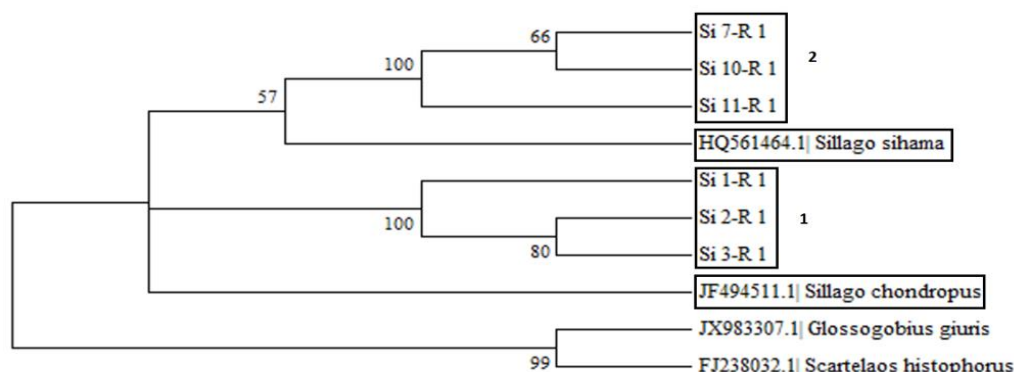 66
Si 7-R 1
2
100
Si 10-R 1
57
Si 11-R 1
HQ561464.1| Sillago sihama
Si 1-R 1
100
Si 2-R 1
1
80
Si 3-R 1
JF494511.1| Sillago chondropus
JX983307.1| Glossogobius giuris
99
FJ238032.1| Scartelaos histophorus